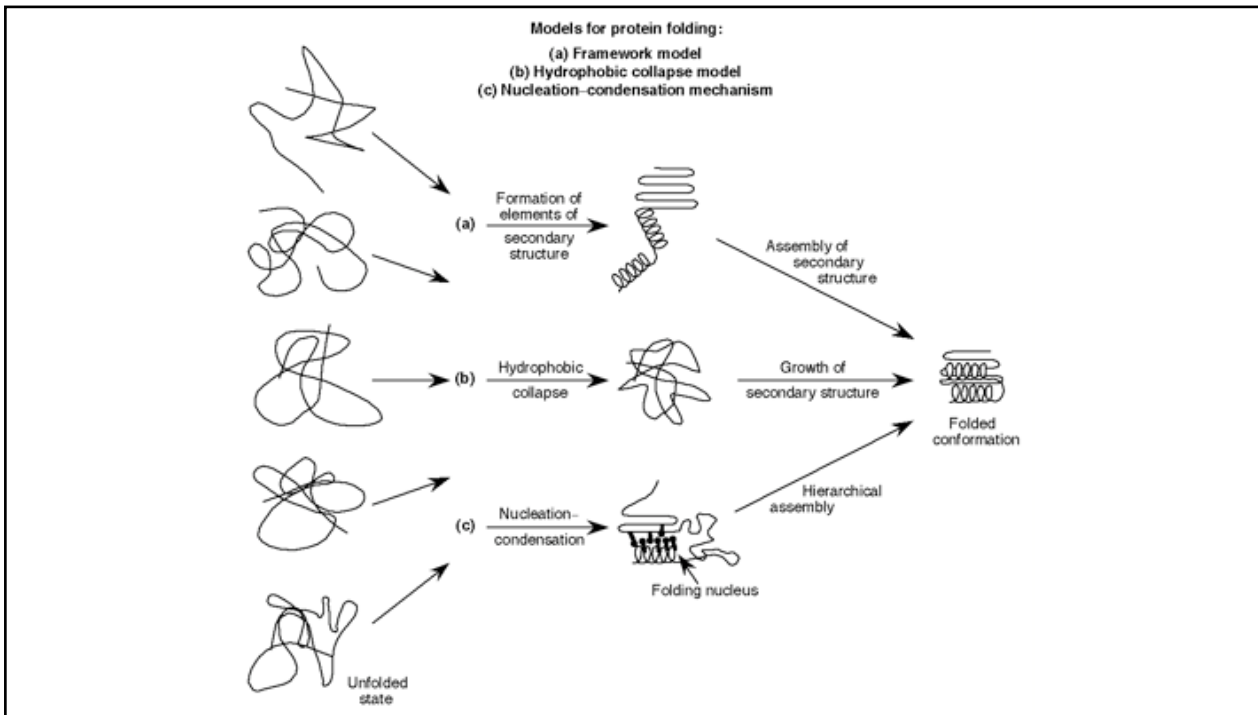 Models for protein folding:
(a) Framework model
(b) Hydrophobic collapse model
(c) Nucleation–condensation mechanism
(a)
Formation of
elements of
secondary
structure
Assembly of
secondary
structure
(b)
Hydrophobic
collapse
Growth of
secondary structure
Folded
conformation
(c)
Nucleation–
condensation
Hierarchical
assembly
Folding nucleus
Unfolded
state